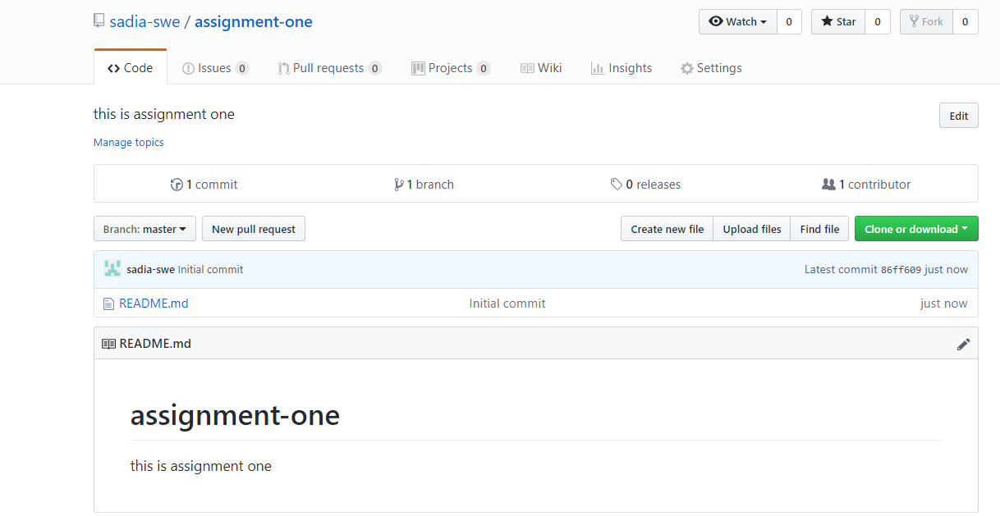 sadia-swe / assignment-one Watch 0 Star 0 Fork 0
Code Issues 0 Pull requests 0 Projects 0 Wiki Insights Settings
this is assignment one Edit
Manage topics
1 commit 1 branch 0 releases 1 contributor
Branch: master New pull request Create new file Upload files Find file Clone or download
sadia-swe Initial commit Latest commit 86ff609 just now
README.md Initial commit just now
README.md
assignment-one
this is assignment one